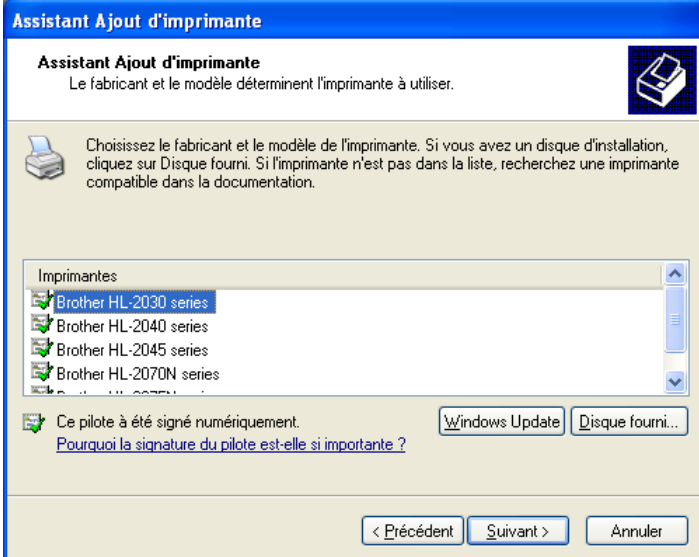 Assistant Ajout d'imprimante
Assistant Ajout d'imprimante
Le fabricant et le modèle déterminent l'imprimante à utiliser.
Choisissez le fabricant et le modèle de l'imprimante. Si vous avez un disque d'installation,
cliquez sur Disque fourni. Si l'imprimante n'est pas dans la liste, recherchez une imprimante
compatible dans la documentation.
Imprimantes
Brother HL-2030 series
Brother HL-2040 series
Brother HL-2045 series
Brother HL-2070N series
Ce pilote à été signé numériquement.
Windows Update Disque fourni...
Pourquoi la signature du pilote est-elle si importante ?
< Précédent Suivant > Annuler